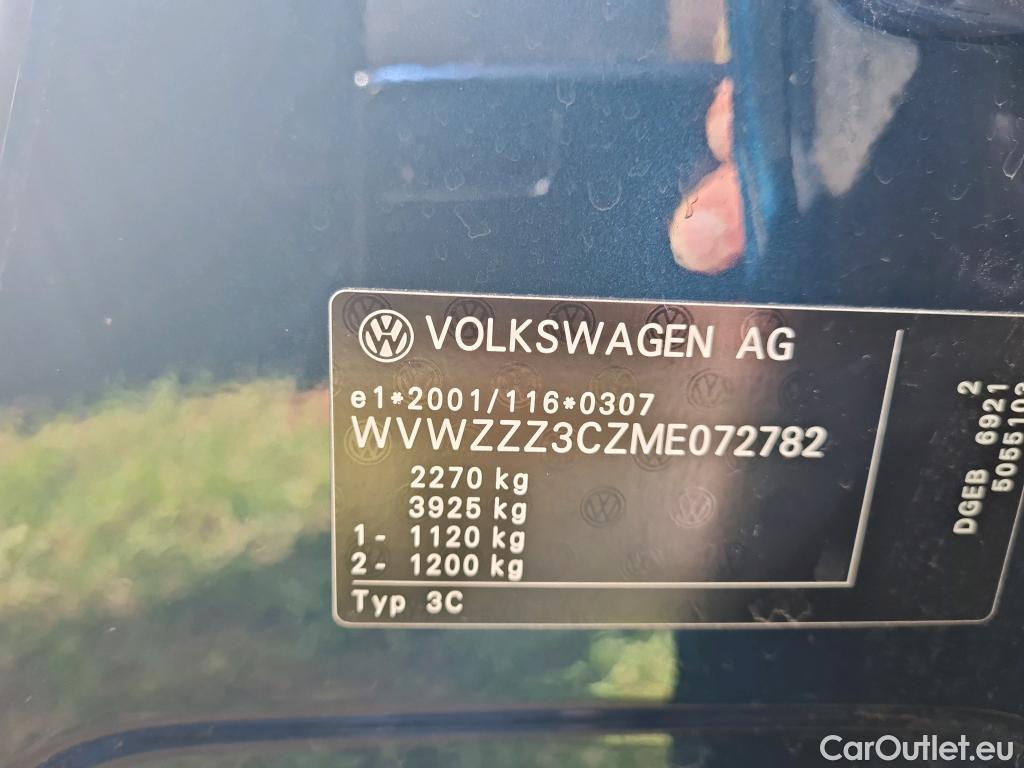 VOLKSWAGEN AG
e1*2001/116*0307
WVWZZZ3CZME072782
2270 kg
3925 kg
1- 1120 kg
2- 1200 kg
Typ 3C
2
DGEB 6921
5055103
CarOutlet.eu